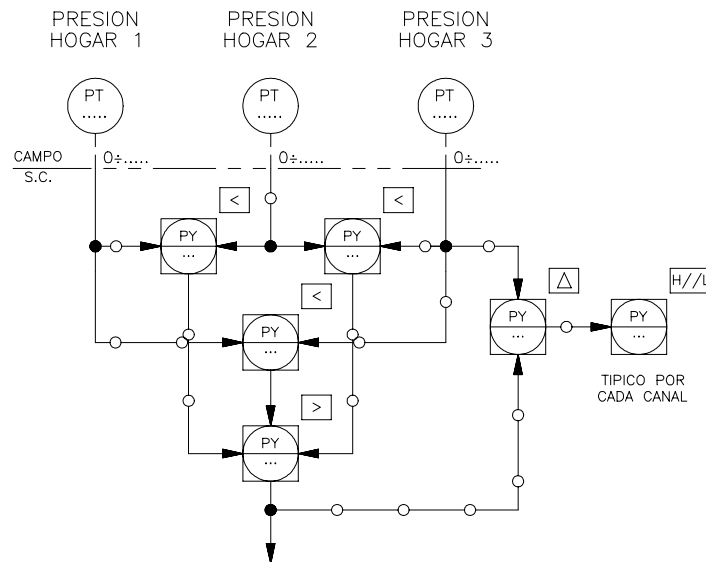 PRESION HOGAR 1
PRESION HOGAR 2
PRESION HOGAR 3
PT
.....
PT
.....
PT
.....
CAMPO
S.C.
0÷.....
0÷.....
0÷.....
<
<
PY
...
PY
...
<
PY
...
Δ
H//L
PY
...
PY
...
TIPICO POR
CADA CANAL
>
PY
...